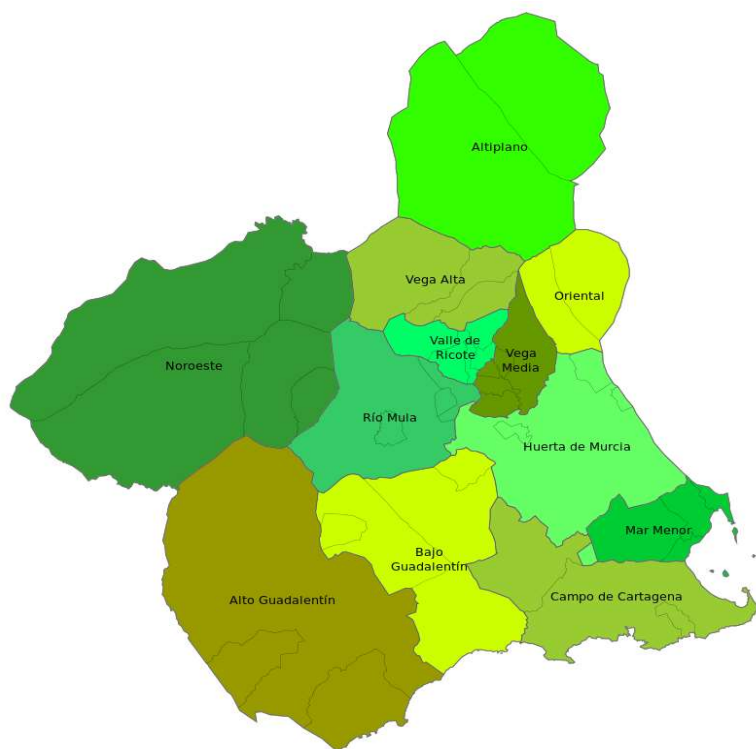 Altiplano
Vega Alta
Oriental
Valle de
Ricote
Vega
Media
Noroeste
Río Mula
Huerta de Murcia
Mar Menor
Bajo
Guadalentín
Alto Guadalentín
Campo de Cartagena